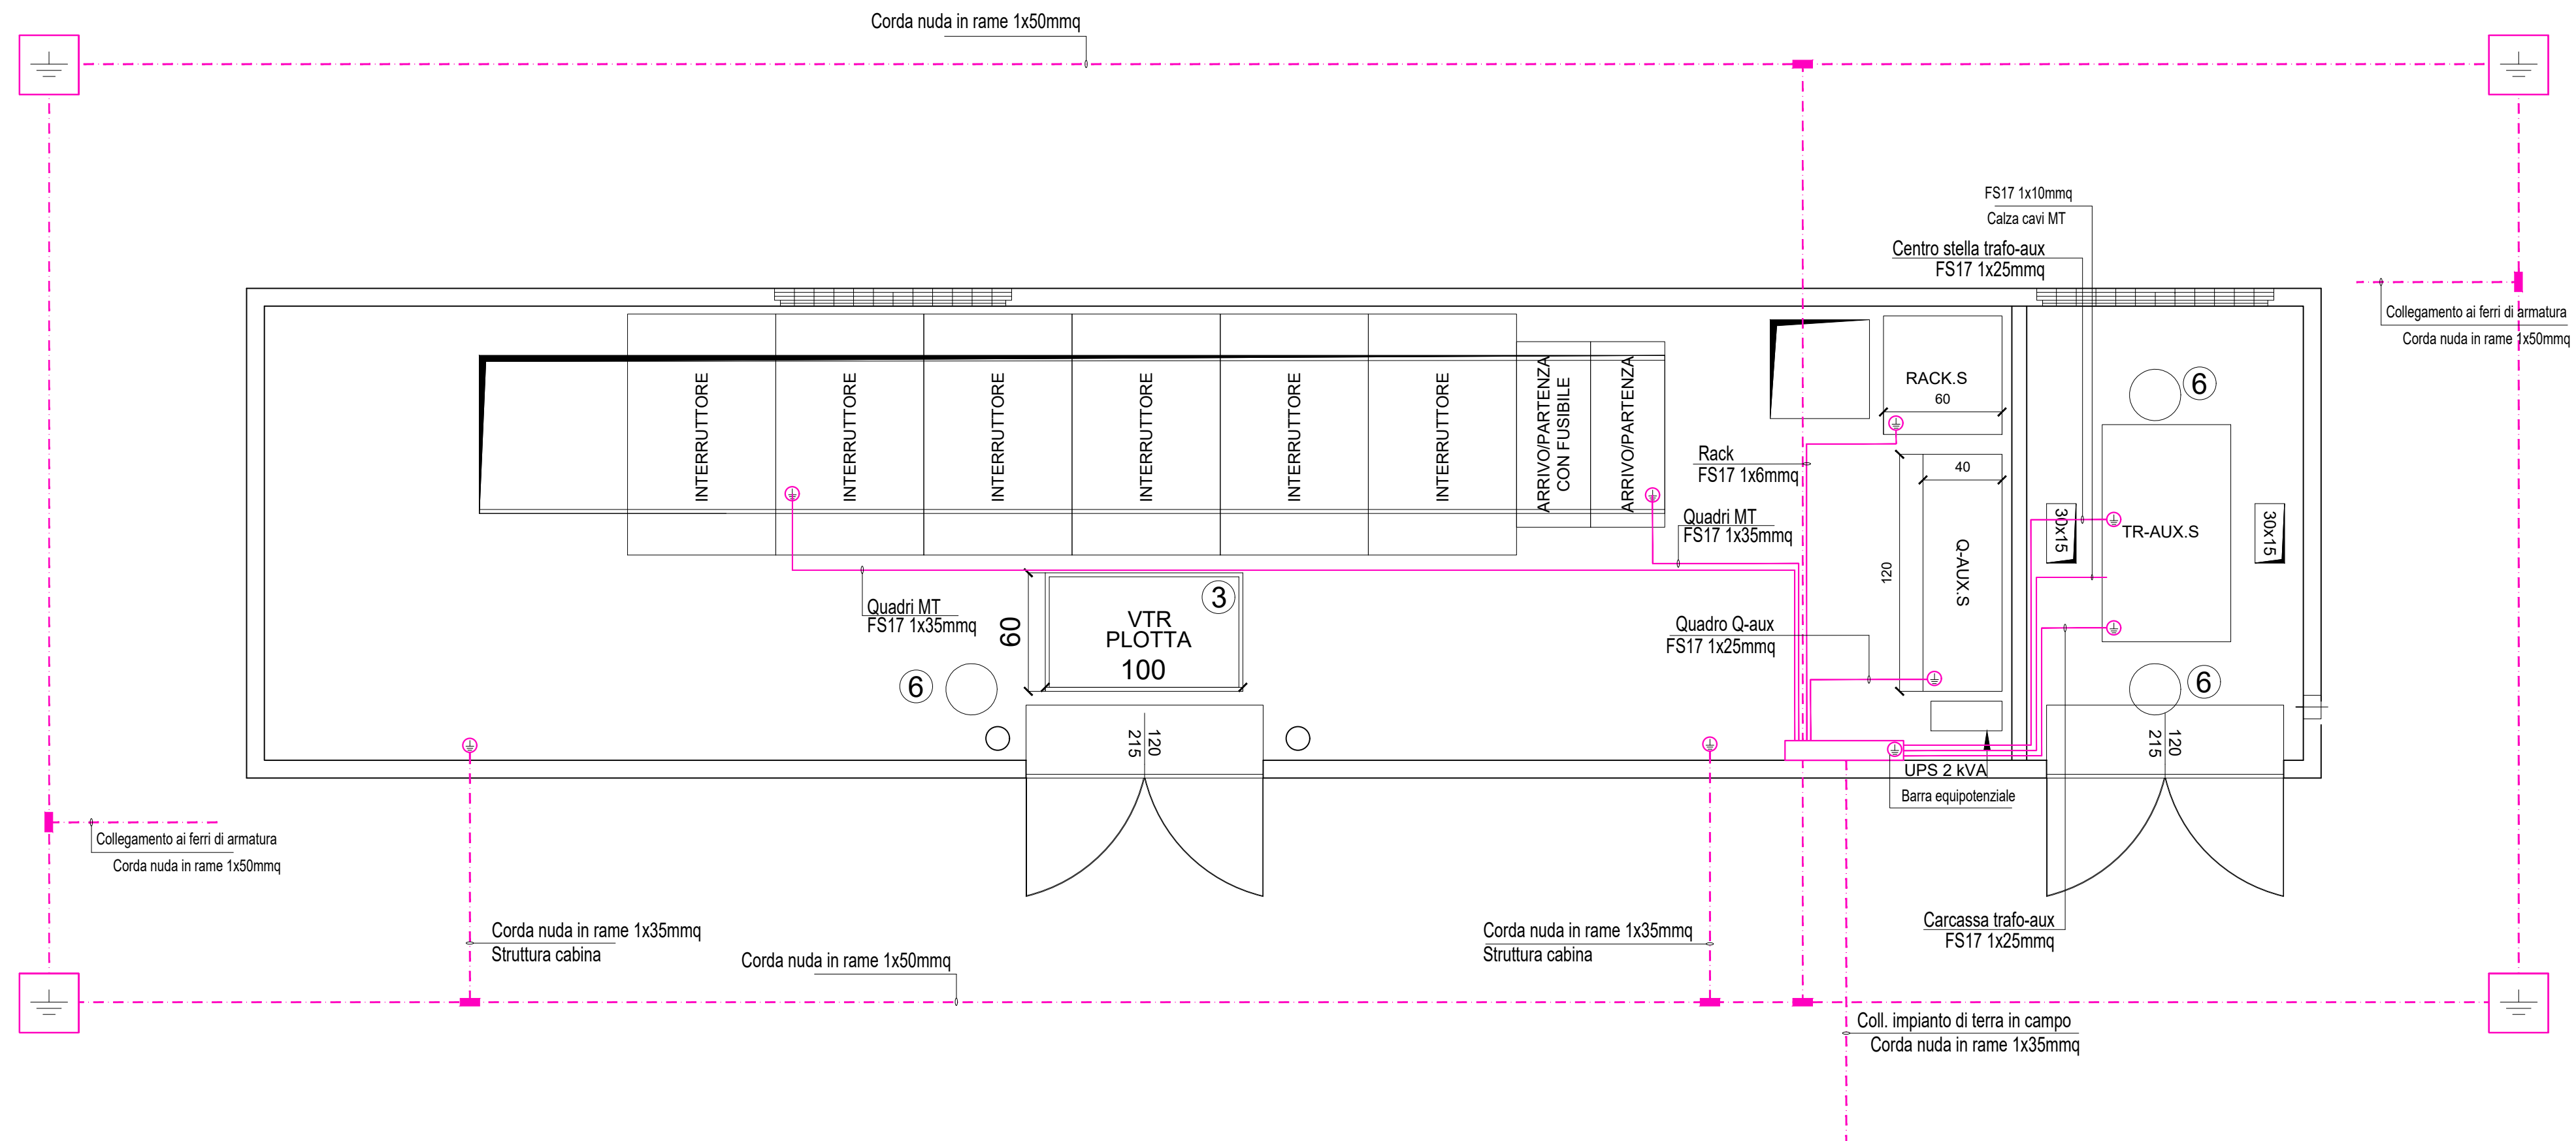 Corda nuda in rame 1x50mmq
FS17 1x10mmq
Calza cavi MT
Centro stella trafo-aux
FS17 1x25mmq
Collegamento ai ferri di armatura
Corda nuda in rame 1x50mmq
INTERRUTTORE
INTERRUTTORE
INTERRUTTORE
INTERRUTTORE
INTERRUTTORE
INTERRUTTORE
ARRIVO/PARTENZA
CON FUSIBILE
ARRIVO/PARTENZA
RACK.S
60
6
Rack
FS17 1x6mmq
40
Quadri MT
FS17 1x35mmq
120
Q-AUX.S
30x15
TR-AUX.S
30x15
Quadri MT
FS17 1x35mmq
60
VTR
PLOTTA
100
3
Quadro Q-aux
FS17 1x25mmq
6
6
120
215
120
215
UPS 2 kVA
Barra equipotenziale
Collegamento ai ferri di armatura
Corda nuda in rame 1x50mmq
Corda nuda in rame 1x35mmq
Struttura cabina
Corda nuda in rame 1x50mmq
Corda nuda in rame 1x35mmq
Struttura cabina
Carcassa trafo-aux
FS17 1x25mmq
Coll. impianto di terra in campo
Corda nuda in rame 1x35mmq